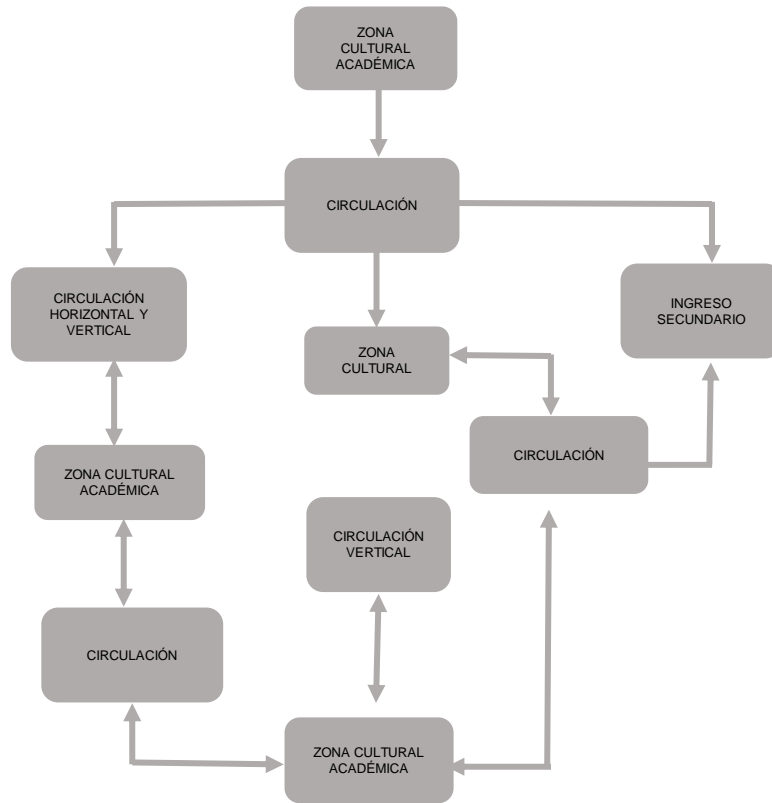 ZONA
CULTURAL
ACADÉMICA
CIRCULACIÓN
CIRCULACIÓN
HORIZONTAL Y
VERTICAL
INGRESO
SECUNDARIO
ZONA
CULTURAL
CIRCULACIÓN
ZONA CULTURAL
ACADÉMICA
CIRCULACIÓN
VERTICAL
CIRCULACIÓN
ZONA CULTURAL
ACADÉMICA